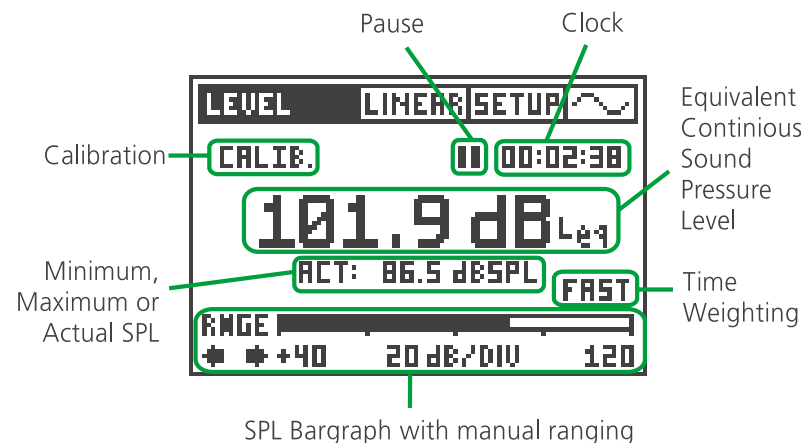 Pause
Clock
LEVEL LINEAR SETUP
Calibration
CALIB.
00:02:38
Equivalent
Continious
Sound
Pressure
Level
101.9 dBLeq
Minimum,
Maximum or
Actual SPL
ACT: 86.5 dBSPL
FAST
Time
Weighting
RNGE
+40 20 dB/DIV 120
SPL Bargraph with manual ranging